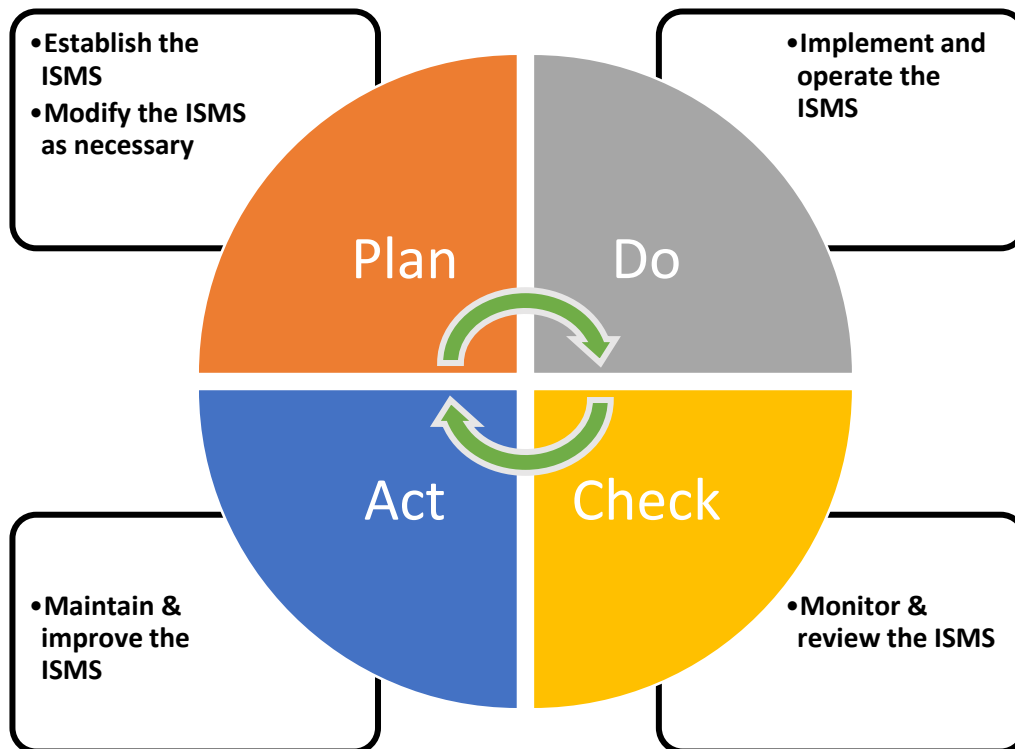 •Establish the
ISMS
•Modify the ISMS
as necessary
•Implement and
operate the
ISMS
Plan
Do
Act
Check
•Maintain &
improve the
ISMS
•Monitor &
review the ISMS